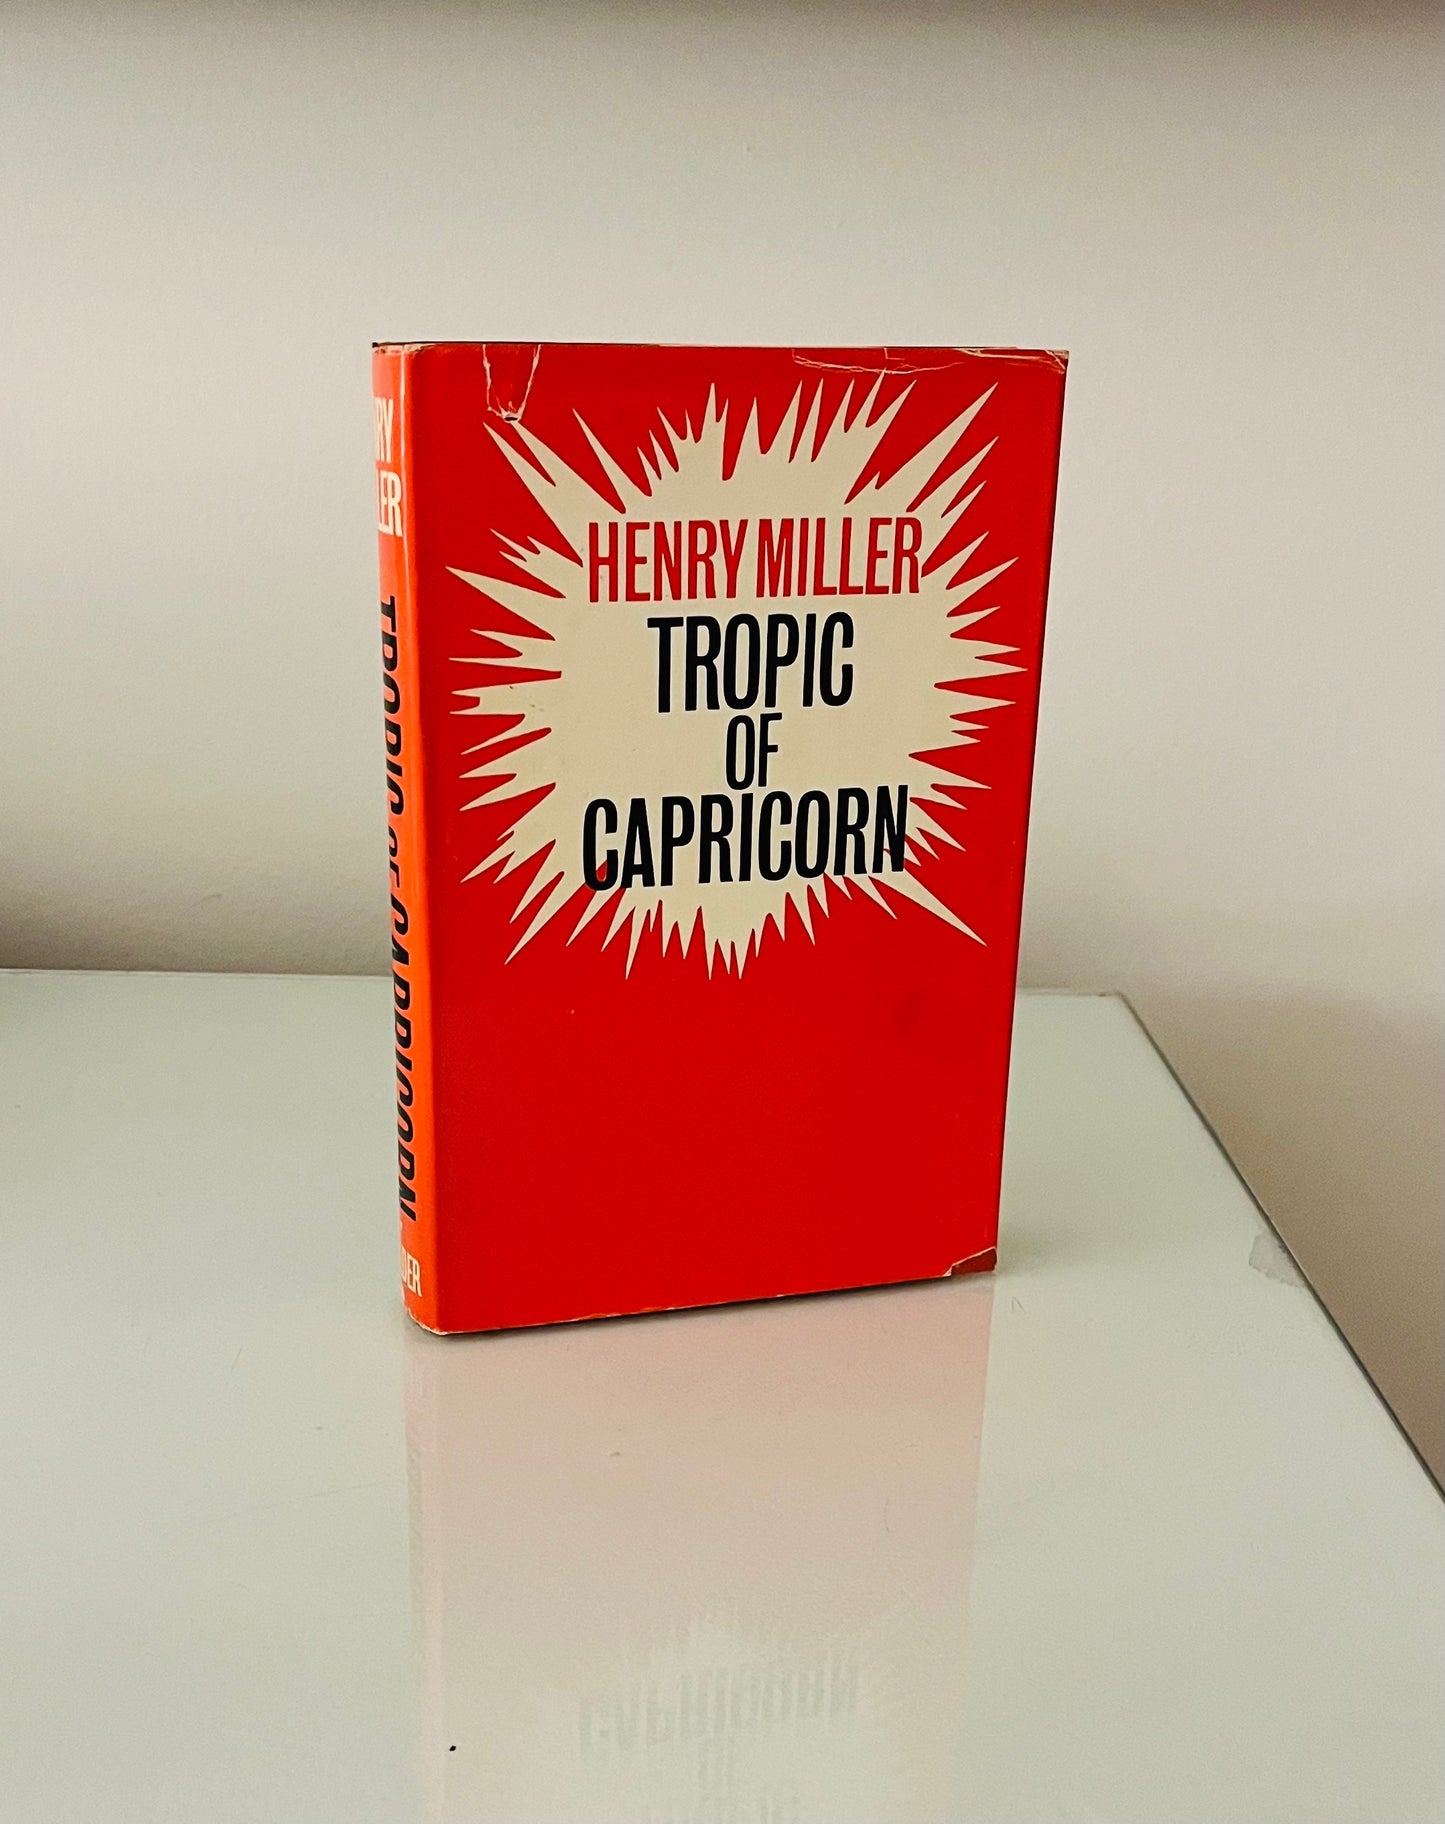 HENRY MILLER
TROPIC
OF
CAPRICORN
TROPIC OF CAPRICORN